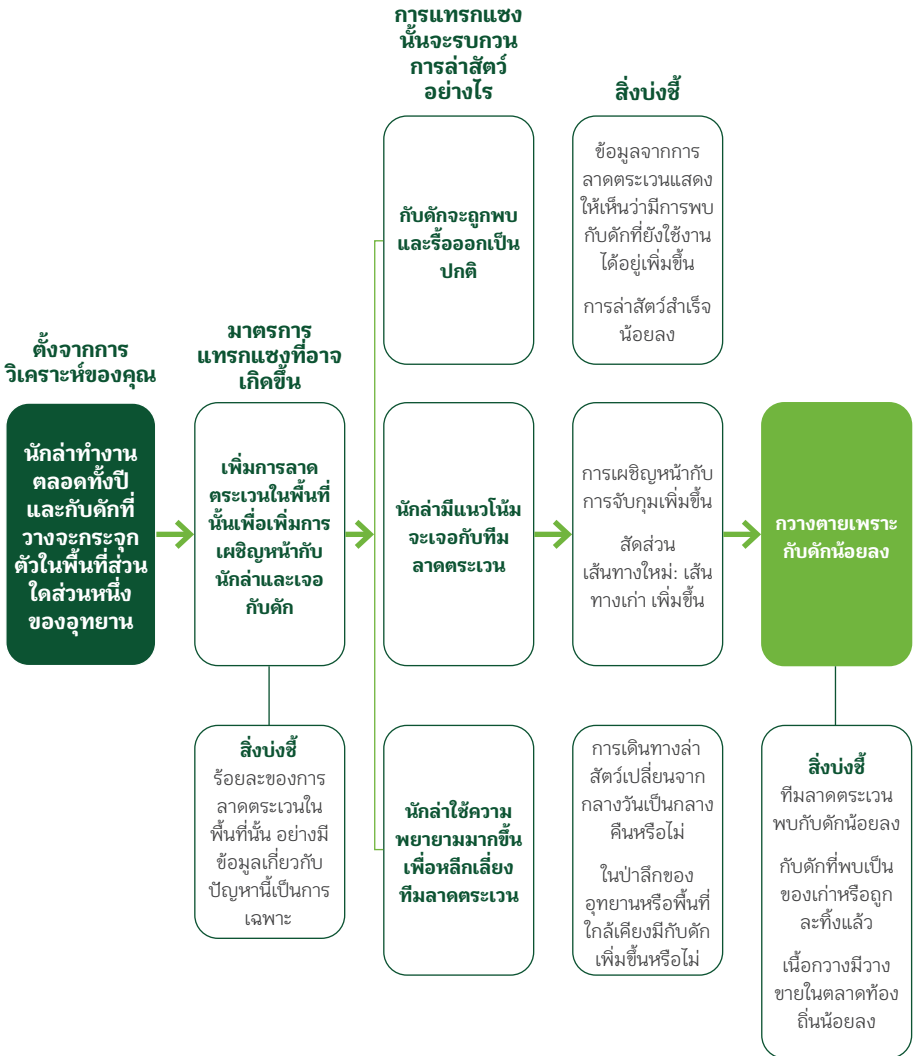 การแทรกแซง
นั้นจะรบกวน
การล่าสัตว์
อย่างไร
สิ่งบ่งชี้
กับดักจะถูกพบ
และรื้อออกเป็น
ปกติ
ข้อมูลจากการ
ลาดตระเวนแสดง
ให้เห็นว่ามีการพบ
กับดักที่ยังใช้งาน
ได้อยู่เพิ่มขึ้น
การล่าสัตว์สำเร็จ
น้อยลง
ตั้งจากการ
วิเคราะห์ของคุณ
มาตรการ
แทรกแซงที่อาจ
เกิดขึ้น
นักล่าทำงาน
ตลอดทั้งปี
และกับดักที่
วางจะกระจุก
ตัวในพื้นที่ส่วน
ใดส่วนหนึ่ง
ของอุทยาน
เพิ่มการลาด
ตระเวนในพื้นที่
นั้นเพื่อเพิ่มการ
เผชิญหน้ากับ
นักล่าและเจอ
กับดัก
นักล่ามีแนวโน้ม
จะเจอกับทีม
ลาดตระเวน
การเผชิญหน้ากับ
การจับกุมเพิ่มขึ้น
สัดส่วน
เส้นทางใหม่: เส้น
ทางเก่า เพิ่มขึ้น
กวางตายเพราะ
กับดักน้อยลง
สิ่งบ่งชี้
ร้อยละของการ
ลาดตระเวนใน
พื้นที่นั้น อย่างมี
ข้อมูลเกี่ยวกับ
ปัญหานี้เป็นการ
เฉพาะ
นักล่าใช้ความ
พยายามมากขึ้น
เพื่อหลีกเลี่ยง
ทีมลาดตระเวน
การเดินทางล่า
สัตว์เปลี่ยนจาก
กลางวันเป็นกลาง
คืนหรือไม่
ในป่าลึกของ
อุทยานหรือพื้นที่
ใกล้เคียงมีกับดัก
เพิ่มขึ้นหรือไม่
สิ่งบ่งชี้
ทีมลาดตระเวน
พบกับดักน้อยลง
กับดักที่พบเป็น
ของเก่าหรือถูก
ละทิ้งแล้ว
เนื้อกวางมีวาง
ขายในตลาดท้อง
ถิ่นน้อยลง